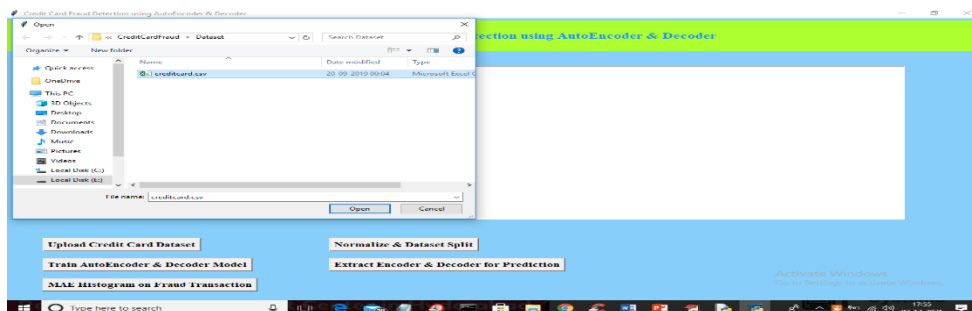 Credit Card Fraud Detection using AutoEncoder & Decoder
Open
« CreditCardFraud › Dataset
Search Dataset
ection using AutoEncoder & Decoder
Organize
New folder
Name
Date modified
Type
Quick access
creditcard.csv
20-09-2019 00:04
Microsoft Excel C
OneDrive
This PC
3D Objects
Desktop
Documents
Downloads
Music
Pictures
Videos
Local Disk (C:)
Local Disk (E:)
File name:
creditcard.csv
Open
Cancel
Upload Credit Card Dataset
Normalize & Dataset Split
Train AutoEncoder & Decoder Model
Extract Encoder & Decoder for Prediction
MAE Histogram on Fraud Transaction
Activate Windows
Go to Settings to activate Windows.
Type here to search
17:55